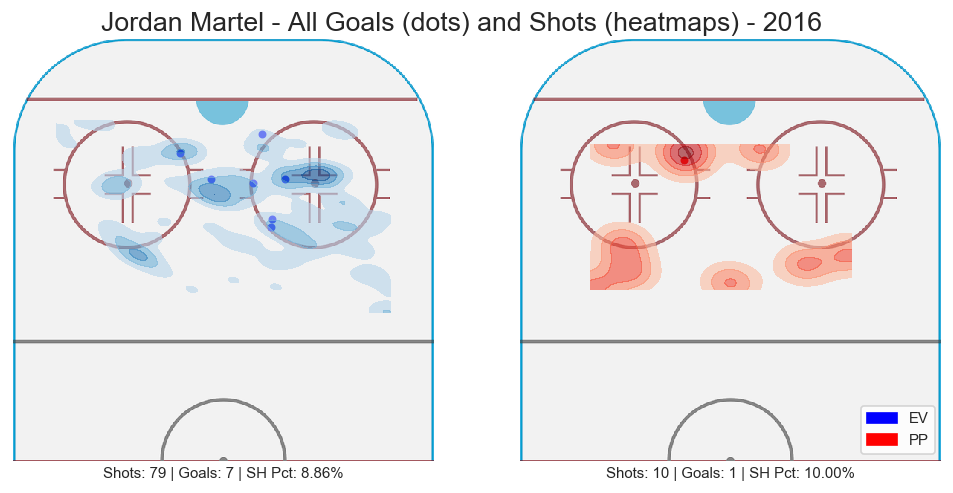 Jordan Martel - All Goals (dots) and Shots (heatmaps) - 2016
EV
PP
Shots: 79 | Goals: 7 | SH Pct: 8.86%
Shots: 10 | Goals: 1 | SH Pct: 10.00%